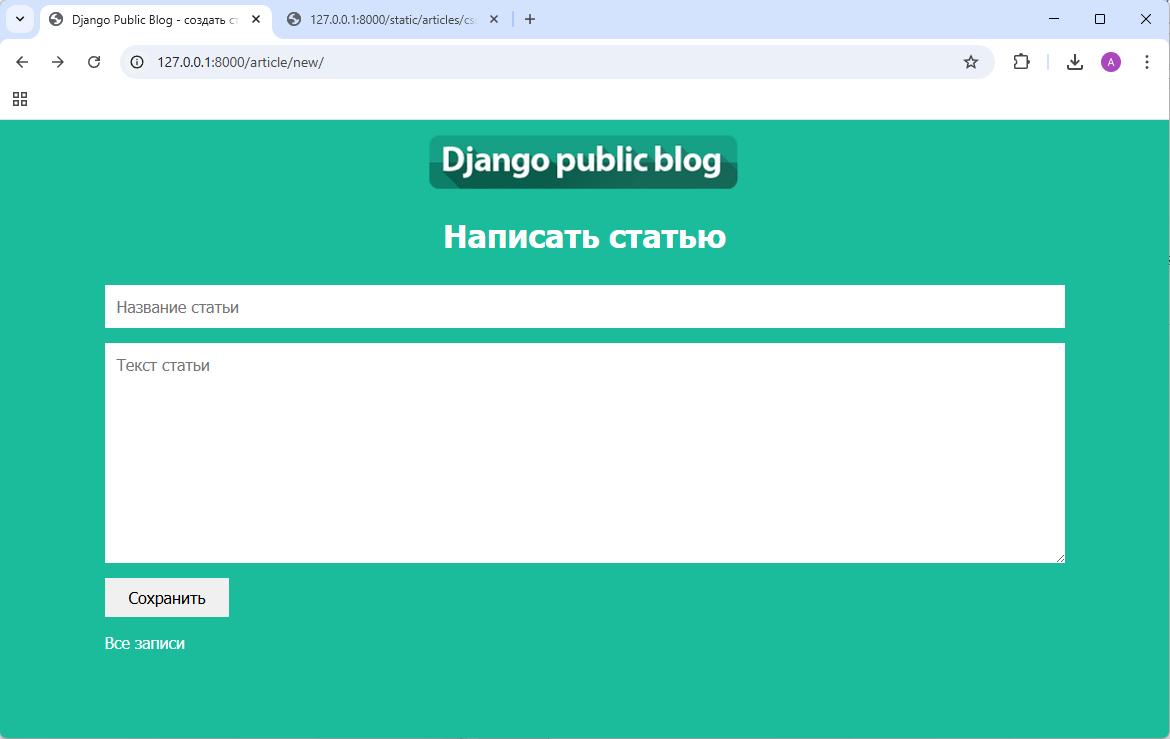 Django Public Blog - создать ст
127.0.0.1:8000/static/articles/cs
127.0.0.1:8000/article/new/
A
Django public blog
Написать статью
Название статьи
Текст статьи
Сохранить
Все записи